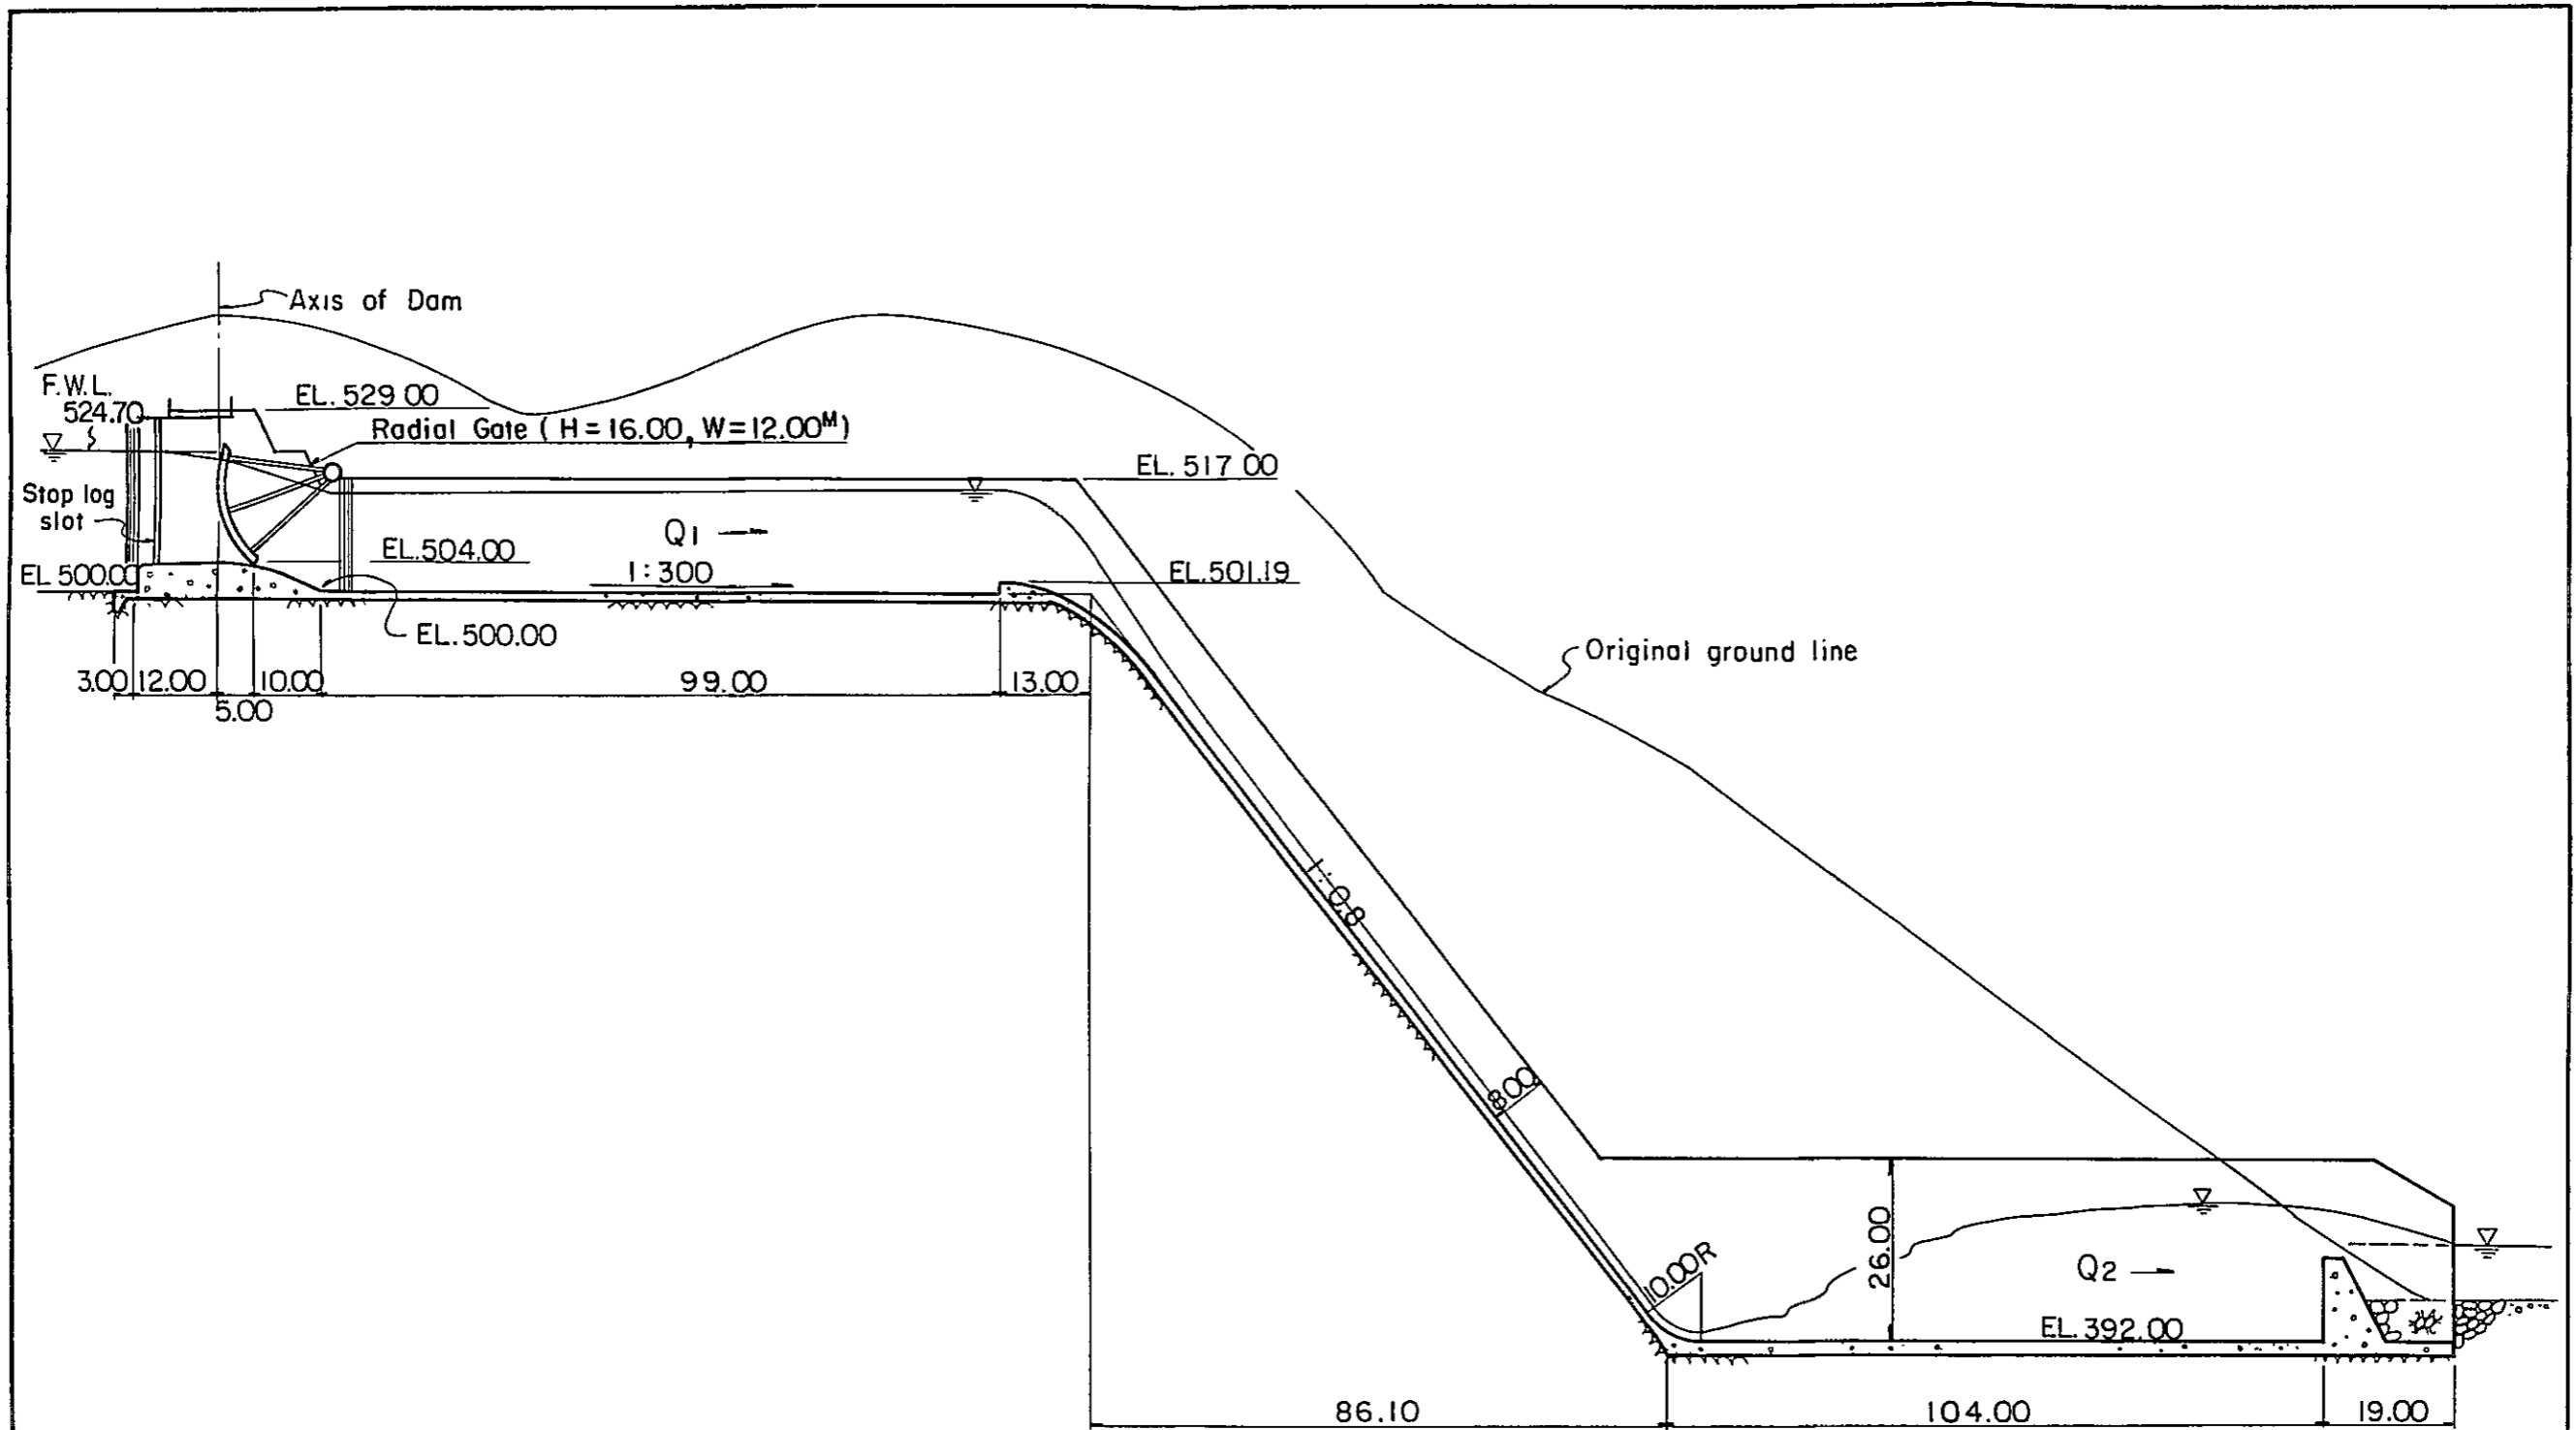 Axis of Dam
F.W.L.
524.70
EL. 529 00
Radial Gate ( H = 16.00, W = 12.00ᴹ )
EL. 517 00
Stop log
slot
Q1
EL. 504.00
EL 500.00
1 : 300
EL. 501.19
EL. 500.00
Original ground line
3.00 12.00 10.00 99.00 13.00
5.00
1 : 0.8
8.00
10.00R
26.00
Q2
EL. 392.00
86.10 104.00 19.00